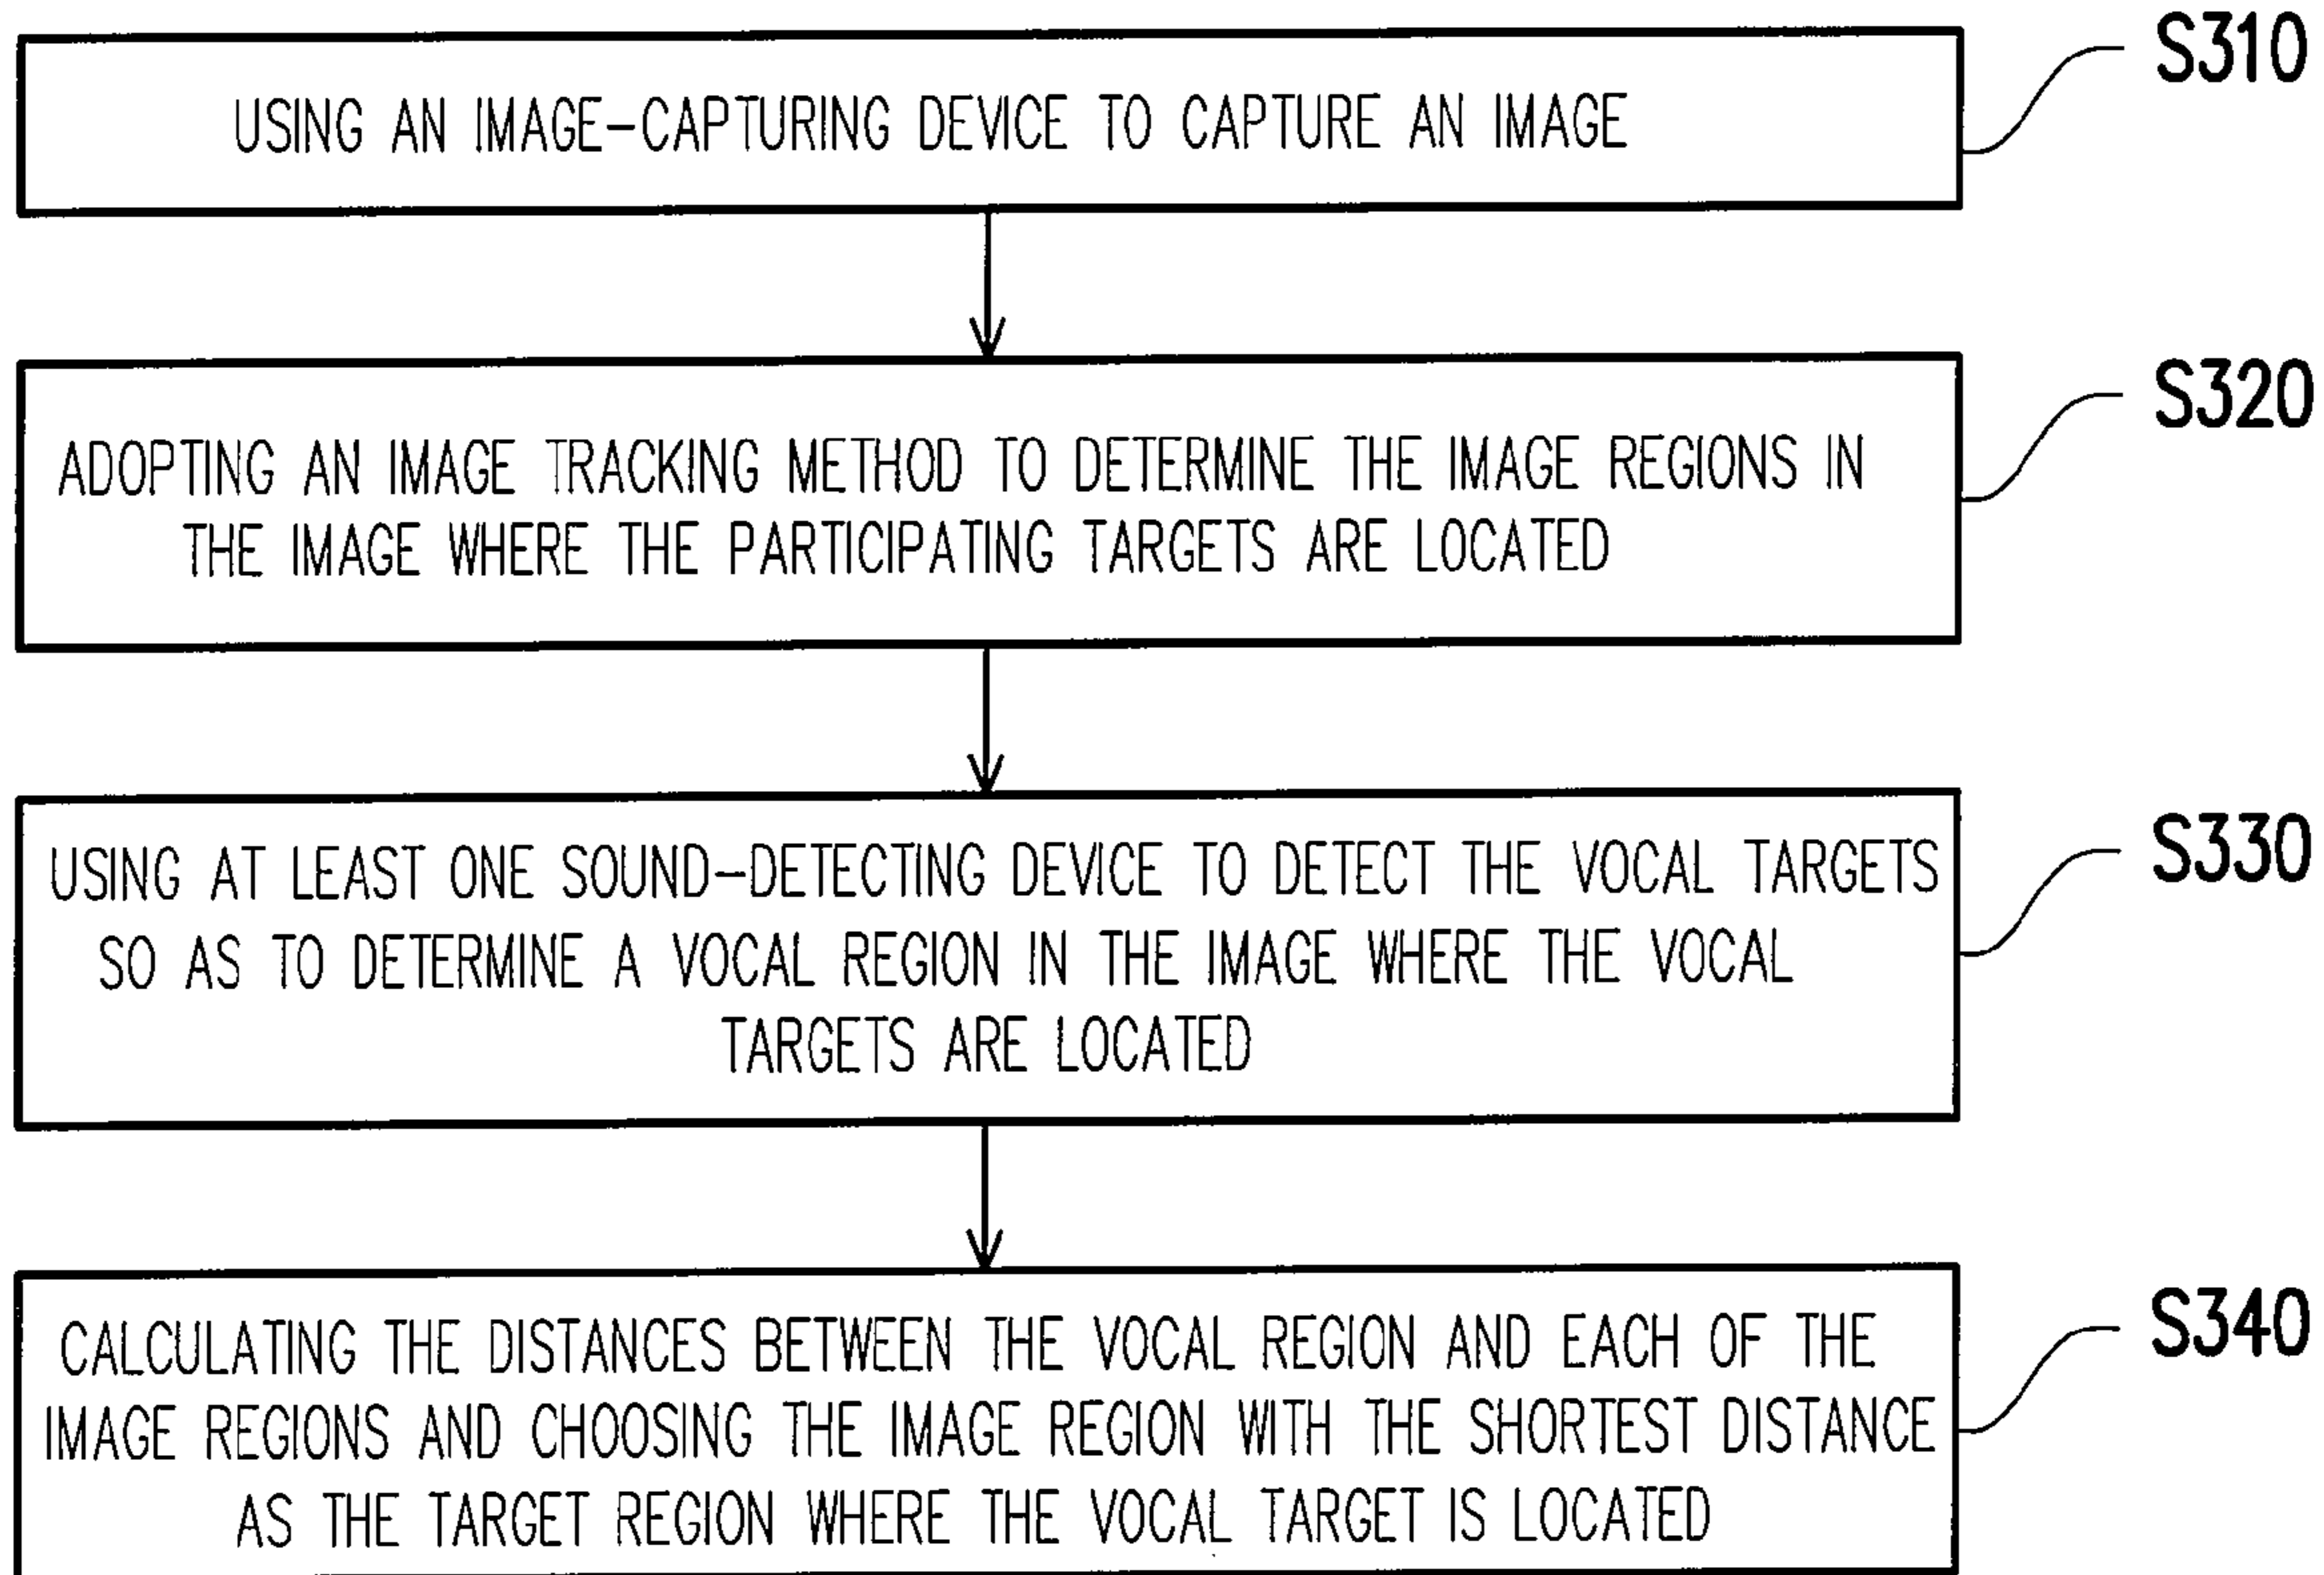 USING AN IMAGE-CAPTURING DEVICE TO CAPTURE AN IMAGE
S310
ADOPTING AN IMAGE TRACKING METHOD TO DETERMINE THE IMAGE REGIONS IN
THE IMAGE WHERE THE PARTICIPATING TARGETS ARE LOCATED
S320
USING AT LEAST ONE SOUND-DETECTING DEVICE TO DETECT THE VOCAL TARGETS
SO AS TO DETERMINE A VOCAL REGION IN THE IMAGE WHERE THE VOCAL
TARGETS ARE LOCATED
S330
CALCULATING THE DISTANCES BETWEEN THE VOCAL REGION AND EACH OF THE
IMAGE REGIONS AND CHOOSING THE IMAGE REGION WITH THE SHORTEST DISTANCE
AS THE TARGET REGION WHERE THE VOCAL TARGET IS LOCATED
S340